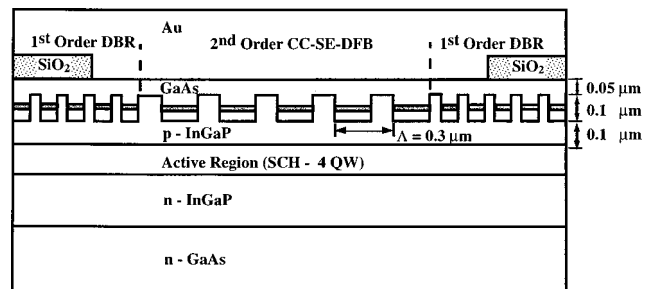 Au
1st Order DBR
2nd Order CC-SE-DFB
1st Order DBR
SiO2
SiO2
GaAs
0.05 μm
0.1 μm
p - InGaP
Λ = 0.3 μm
0.1 μm
Active Region (SCH - 4 QW)
n - InGaP
n - GaAs